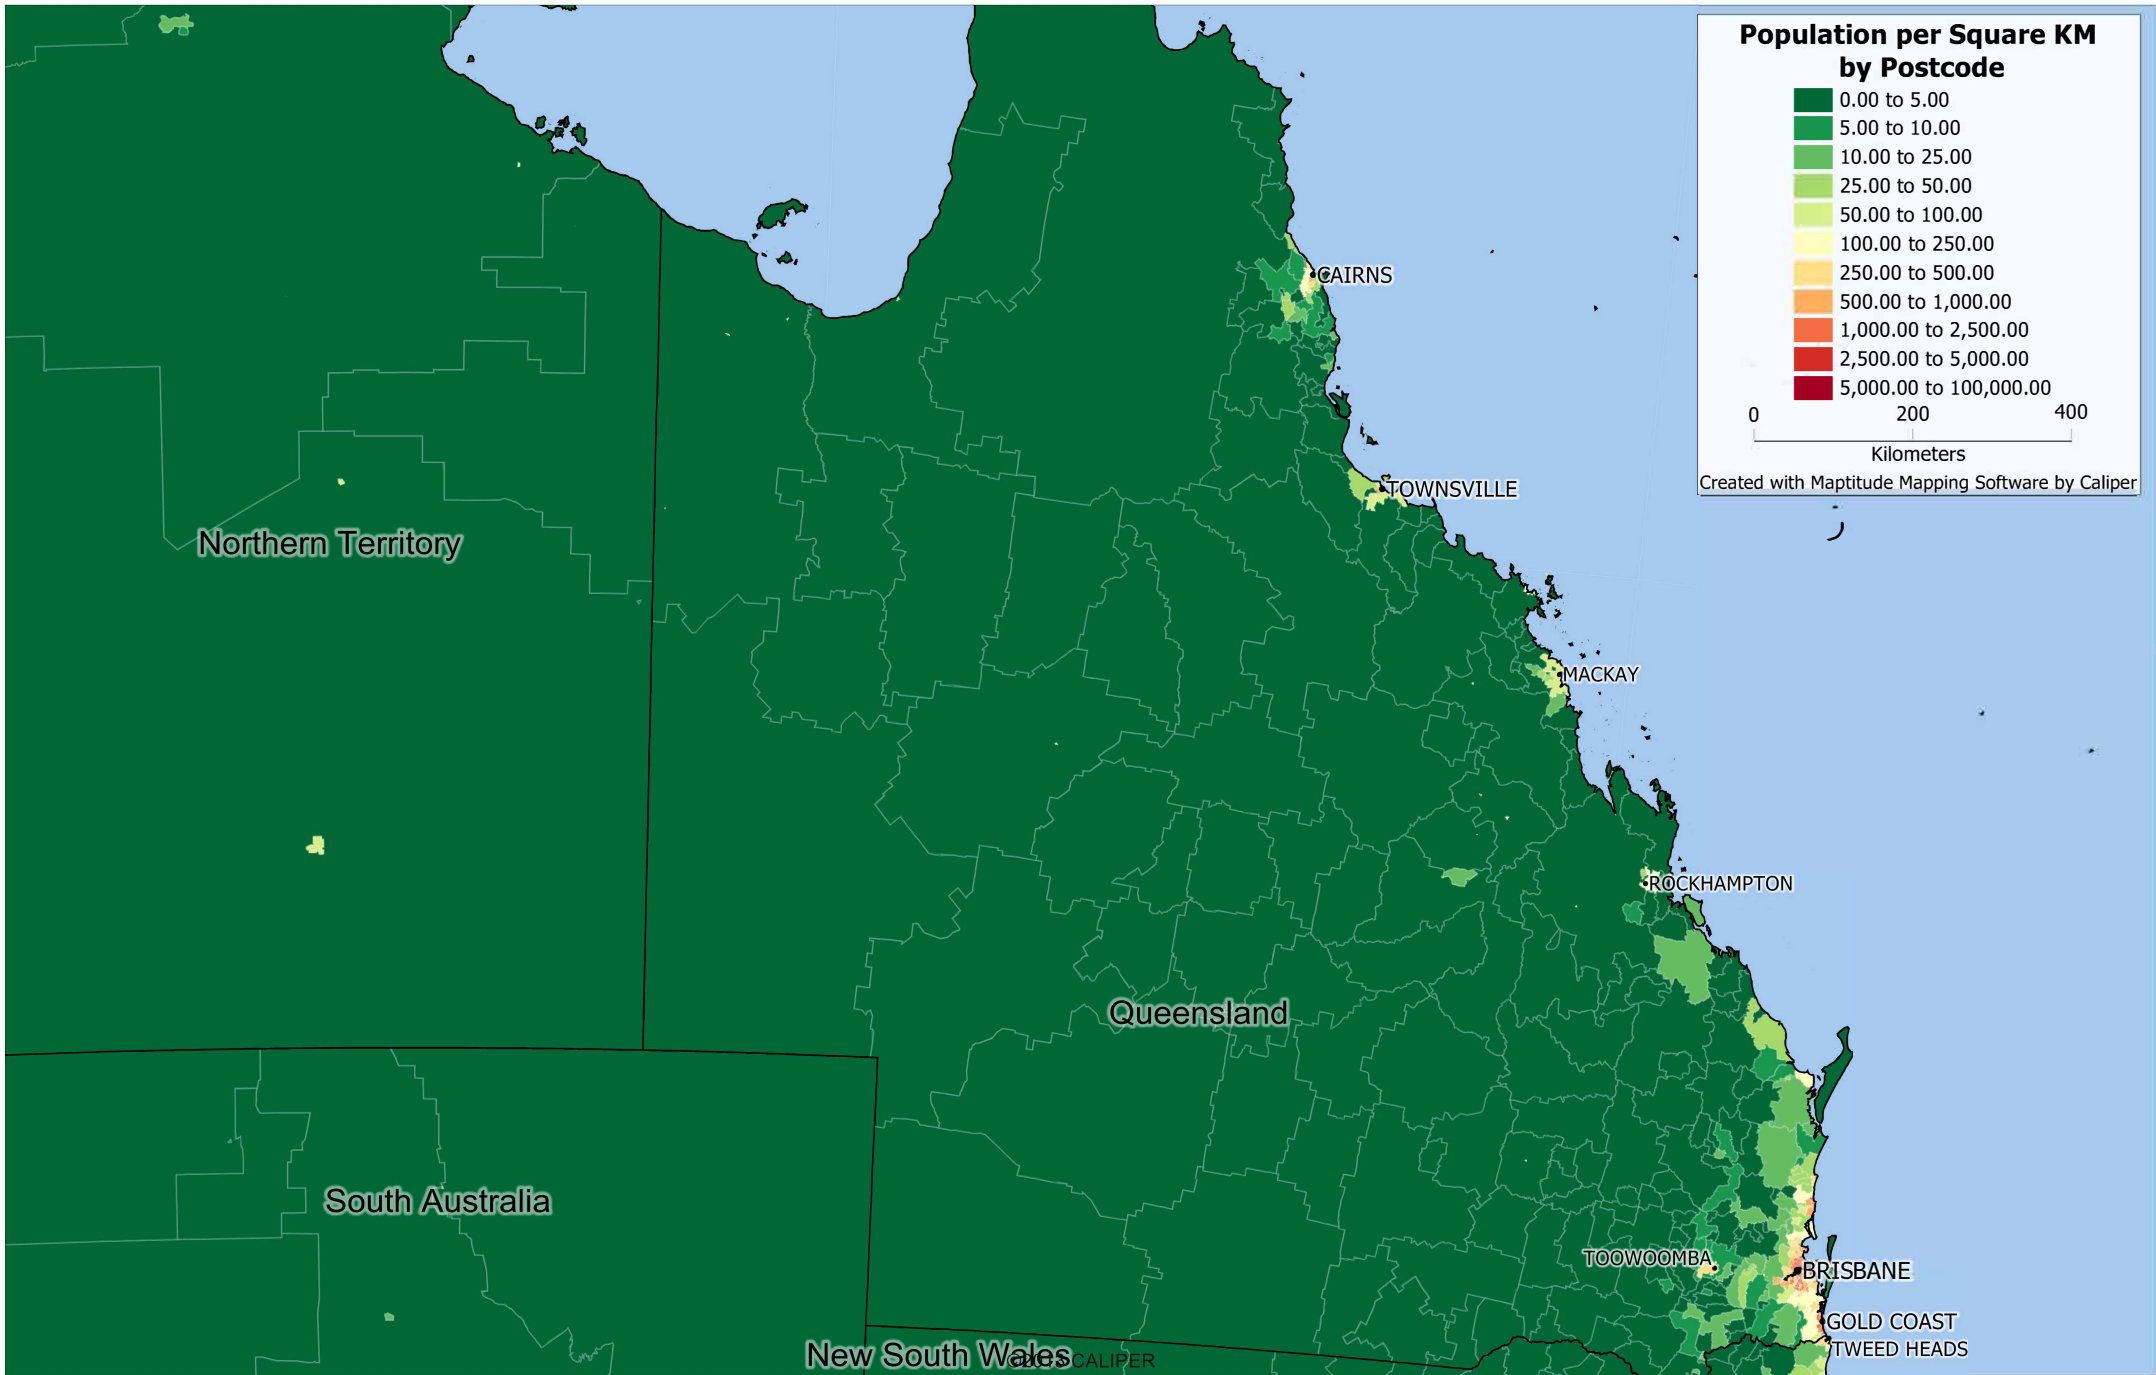 Population per Square KM
by Postcode
0.00 to 5.00
5.00 to 10.00
10.00 to 25.00
25.00 to 50.00
50.00 to 100.00
100.00 to 250.00
250.00 to 500.00
500.00 to 1,000.00
1,000.00 to 2,500.00
2,500.00 to 5,000.00
5,000.00 to 100,000.00
0 200 400
Kilometers
Created with Maptitude Mapping Software by Caliper
CAIRNS
TOWNSVILLE
Northern Territory
MACKAY
ROCKHAMPTON
Queensland
South Australia
TOOWOOMBA
BRISBANE
GOLD COAST
TWEED HEADS
New South Wales
CALIPER